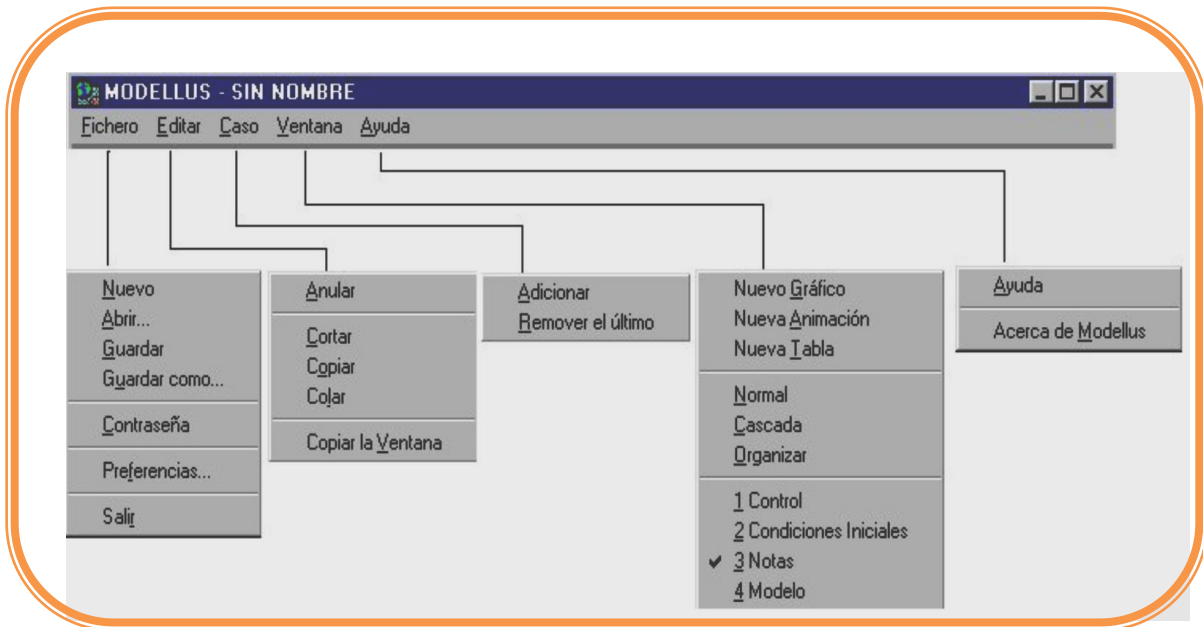 MODELLUS - SIN NOMBRE
Fichero Editar Caso Ventana Ayuda
Nuevo
Abrir...
Guardar
Guardar como...
Contraseña
Preferencias...
Salir
Anular
Cortar
Copiar
Colar
Copiar la Ventana
Adicionar
Remover el último
Nuevo Gráfico
Nueva Animación
Nueva Tabla
Normal
Cascada
Organizar
1 Control
2 Condiciones Iniciales
3 Notas
4 Modelo
Ayuda
Acerca de Modellus